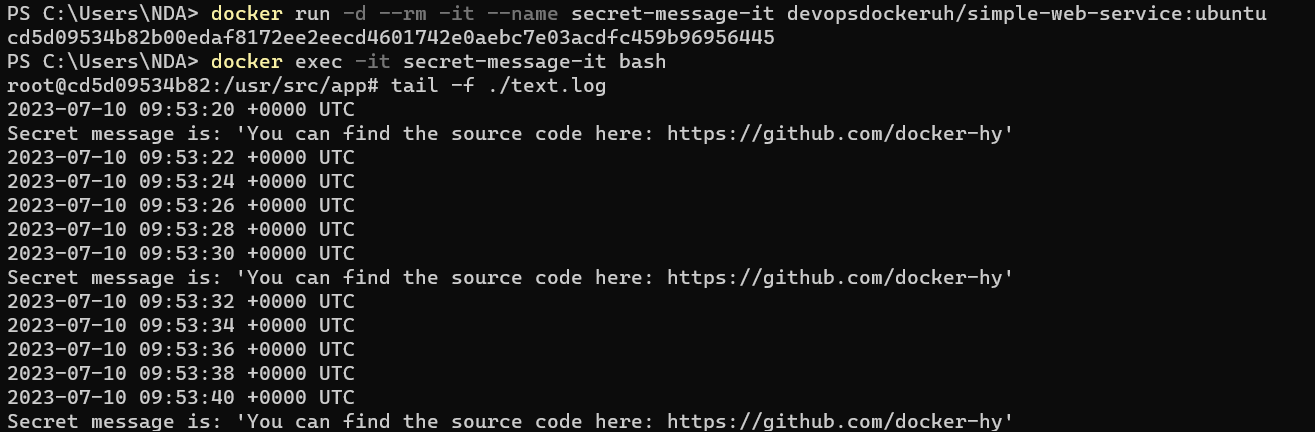 PS C:\Users\NDA> docker run -d --rm -it --name secret-message-it devopsdockeruh/simple-web-service:ubuntu
cd5d09534b82b00edaf8172ee2eecd4601742e0aebc7e03acdfc459b96956445
PS C:\Users\NDA> docker exec -it secret-message-it bash
root@cd5d09534b82:/usr/src/app# tail -f ./text.log
2023-07-10 09:53:20 +0000 UTC
Secret message is: 'You can find the source code here: https://github.com/docker-hy'
2023-07-10 09:53:22 +0000 UTC
2023-07-10 09:53:24 +0000 UTC
2023-07-10 09:53:26 +0000 UTC
2023-07-10 09:53:28 +0000 UTC
2023-07-10 09:53:30 +0000 UTC
Secret message is: 'You can find the source code here: https://github.com/docker-hy'
2023-07-10 09:53:32 +0000 UTC
2023-07-10 09:53:34 +0000 UTC
2023-07-10 09:53:36 +0000 UTC
2023-07-10 09:53:38 +0000 UTC
2023-07-10 09:53:40 +0000 UTC
Secret message is: 'You can find the source code here: https://github.com/docker-hy'